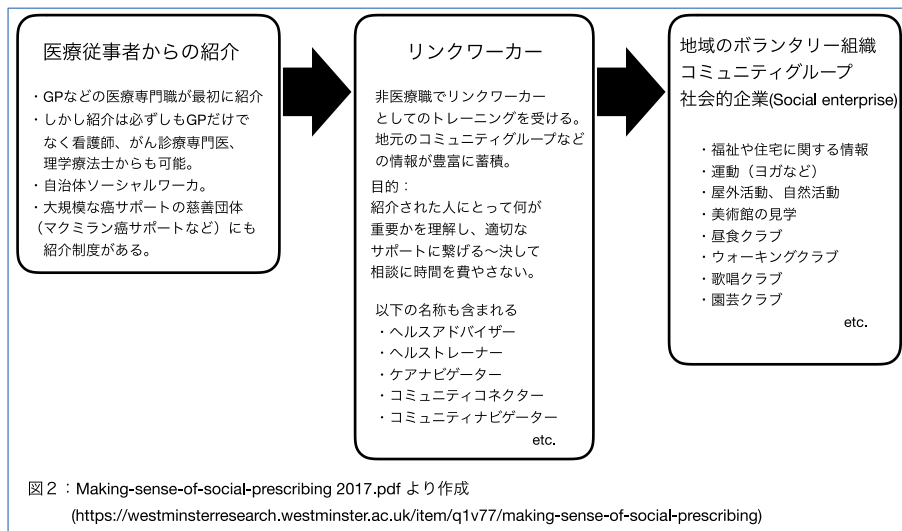 医療従事者からの紹介
・GPなどの医療専門職が最初に紹介
・しかし紹介は必ずしもGPだけで
なく看護師、がん診療専門医、
理学療法士からも可能。
・自治体ソーシャルワーカ。
・大規模な癌サポートの慈善団体
（マクミラン癌サポートなど）にも
紹介制度がある。
リンクワーカー
非医療職でリンクワーカー
としてのトレーニングを受ける。
地元のコミュニティグループなど
の情報が豊富に蓄積。
目的：
紹介された人にとって何が
重要かを理解し、適切な
サポートに繋げる〜決して
相談に時間を費やさない。
以下の名称も含まれる
・ヘルスアドバイザー
・ヘルストレーナー
・ケアナビゲーター
・コミュニティコネクター
・コミュニティナビゲーター
etc.
地域のボランタリー組織
コミュニティグループ
社会的企業(Social enterprise)
・福祉や住宅に関する情報
・運動（ヨガなど）
・屋外活動、自然活動
・美術館の見学
・昼食クラブ
・ウォーキングクラブ
・歌唱クラブ
・園芸クラブ
etc.
図２：Making-sense-of-social-prescribing 2017.pdf より作成
(https://westminsterresearch.westminster.ac.uk/item/q1v77/making-sense-of-social-prescribing)